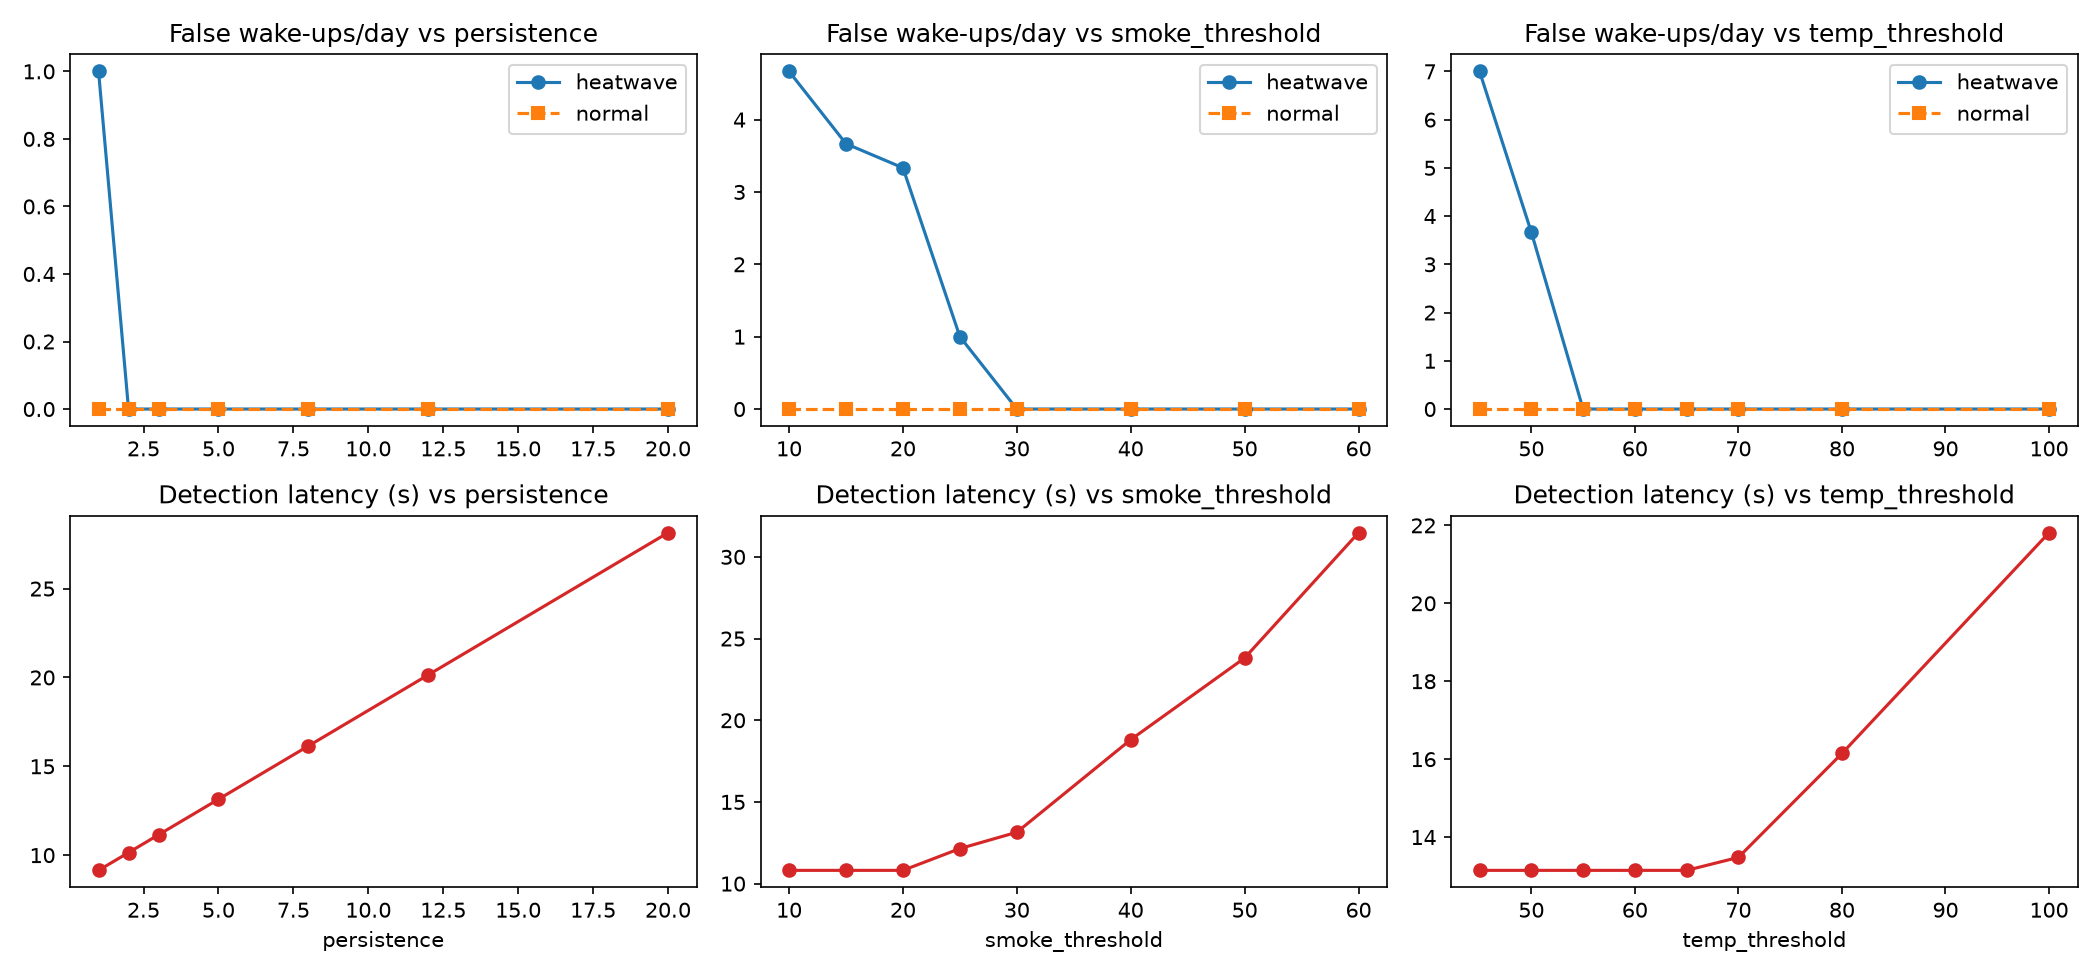 False wake-ups/day vs persistence
1.0
0.8
0.6
0.4
0.2
0.0
2.5 5.0 7.5 10.0 12.5 15.0 17.5 20.0
heatwave
normal
False wake-ups/day vs smoke_threshold
4
3
2
1
0
10 20 30 40 50 60
heatwave
normal
False wake-ups/day vs temp_threshold
7
6
5
4
3
2
1
0
50 60 70 80 90 100
heatwave
normal
Detection latency (s) vs persistence
25
20
15
10
2.5 5.0 7.5 10.0 12.5 15.0 17.5 20.0
persistence
Detection latency (s) vs smoke_threshold
30
25
20
15
10
10 20 30 40 50 60
smoke_threshold
Detection latency (s) vs temp_threshold
22
20
18
16
14
50 60 70 80 90 100
temp_threshold